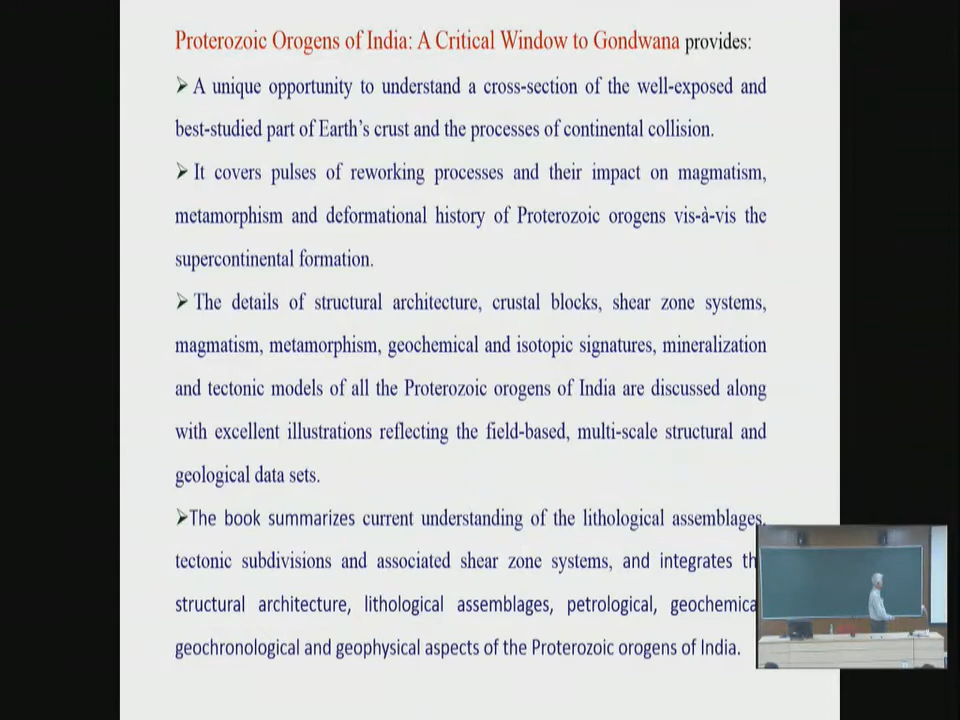 Proterozoic Orogens of India: A Critical Window to Gondwana provides:
➢ A unique opportunity to understand a cross-section of the well-exposed and
best-studied part of Earth's crust and the processes of continental collision.
➢ It covers pulses of reworking processes and their impact on magmatism,
metamorphism and deformational history of Proterozoic orogens vis-à-vis the
supercontinental formation.
➢ The details of structural architecture, crustal blocks, shear zone systems,
magmatism, metamorphism, geochemical and isotopic signatures, mineralization
and tectonic models of all the Proterozoic orogens of India are discussed along
with excellent illustrations reflecting the field-based, multi-scale structural and
geological data sets.
➢The book summarizes current understanding of the lithological assemblages,
tectonic subdivisions and associated shear zone systems, and integrates th
structural architecture, lithological assemblages, petrological, geochemica
geochronological and geophysical aspects of the Proterozoic orogens of India.